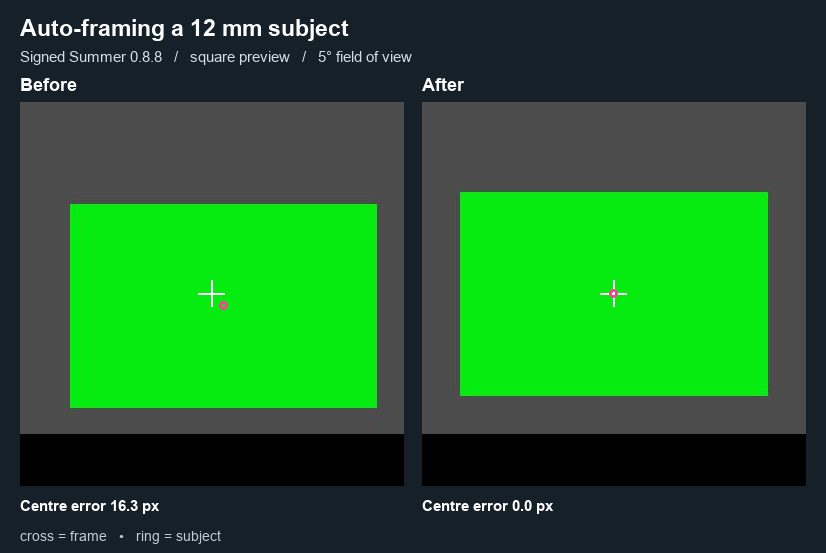 Auto-framing a 12 mm subject
Signed Summer 0.8.8 / square preview / 5° field of view
Before
After
Centre error 16.3 px
Centre error 0.0 px
cross = frame • ring = subject